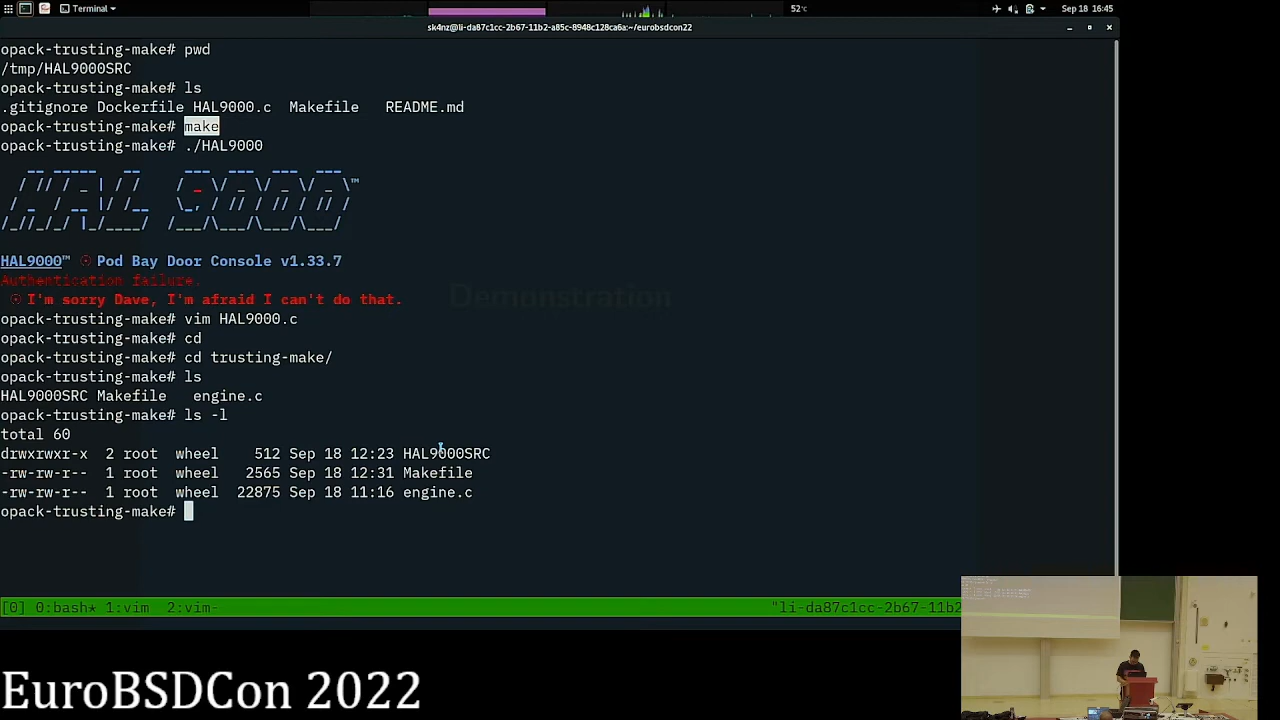 Terminal
52°C
Sep 18 16:45
sk4nz@li-da87c1cc-2b67-11b2-a85c-8948c128ca6a:~/eurobsdcon22
opack-trusting-make# pwd
/tmp/HAL9000SRC
opack-trusting-make# ls
.gitignore Dockerfile HAL9000.c Makefile README.md
opack-trusting-make# make
opack-trusting-make# ./HAL9000
HAL 9000™
HAL9000™ ☉ Pod Bay Door Console v1.33.7
Authentication failure.
☉ I'm sorry Dave, I'm afraid I can't do that.
Demonstration
opack-trusting-make# vim HAL9000.c
opack-trusting-make# cd
opack-trusting-make# cd trusting-make/
opack-trusting-make# ls
HAL9000SRC Makefile engine.c
opack-trusting-make# ls -l
total 60
drwxrwxr-x 2 root wheel 512 Sep 18 12:23 HAL9000SRC
-rw-rw-r-- 1 root wheel 2565 Sep 18 12:31 Makefile
-rw-rw-r-- 1 root wheel 22875 Sep 18 11:16 engine.c
opack-trusting-make#
[0] 0:bash* 1:vim 2:vim- "li-da87c1cc-2b67-11b2
EuroBSDCon 2022